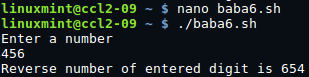 linuxmint@ccl2-09 ~ $ nano baba6.sh
linuxmint@ccl2-09 ~ $ ./baba6.sh
Enter a number
456
Reverse number of entered digit is 654